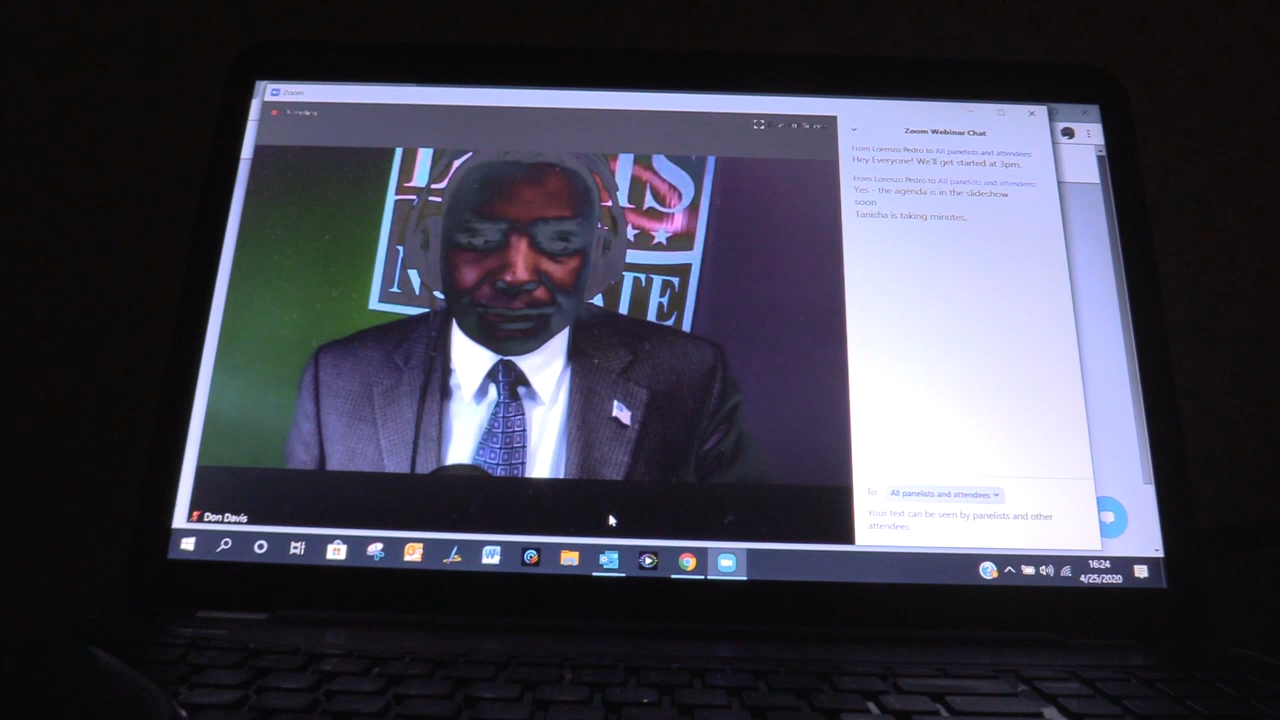 Zoom
Zoom Webinar Chat
From Lorenzo Pedro to All panelists and attendees:
Hey Everyone! We'll get started at 3pm.
From Lorenzo Pedro to All panelists and attendees:
Yes - the agenda is in the slideshow
soon
Tanisha is taking minutes.
To All panelists and attendees
Your text can be seen by panelists and other
attendees
Don Davis
16:24
4/25/2020